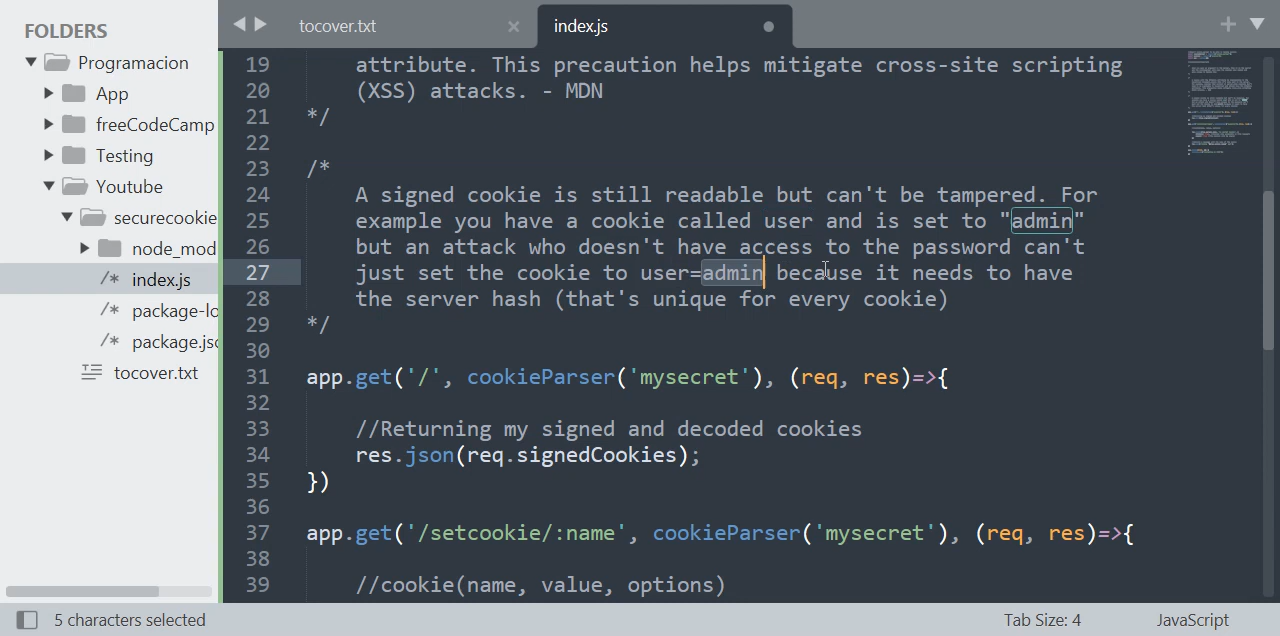 FOLDERS
Programacion
App
freeCodeCamp
Testing
Youtube
securecookie
node_mod
/* index.js
/* package-lo
/* package.jsc
tocover.txt
tocover.txt ×
index.js
19 attribute. This precaution helps mitigate cross-site scripting
20 (XSS) attacks. - MDN
21 */
22
23 /*
24 A signed cookie is still readable but can't be tampered. For
25 example you have a cookie called user and is set to "admin"
26 but an attack who doesn't have access to the password can't
27 just set the cookie to user=admin because it needs to have
28 the server hash (that's unique for every cookie)
29 */
30
31 app.get('/', cookieParser('mysecret'), (req, res)=>{
32
33 //Returning my signed and decoded cookies
34 res.json(req.signedCookies);
35 })
36
37 app.get('/setcookie/:name', cookieParser('mysecret'), (req, res)=>{
38
39 //cookie(name, value, options)
5 characters selected
Tab Size: 4
JavaScript